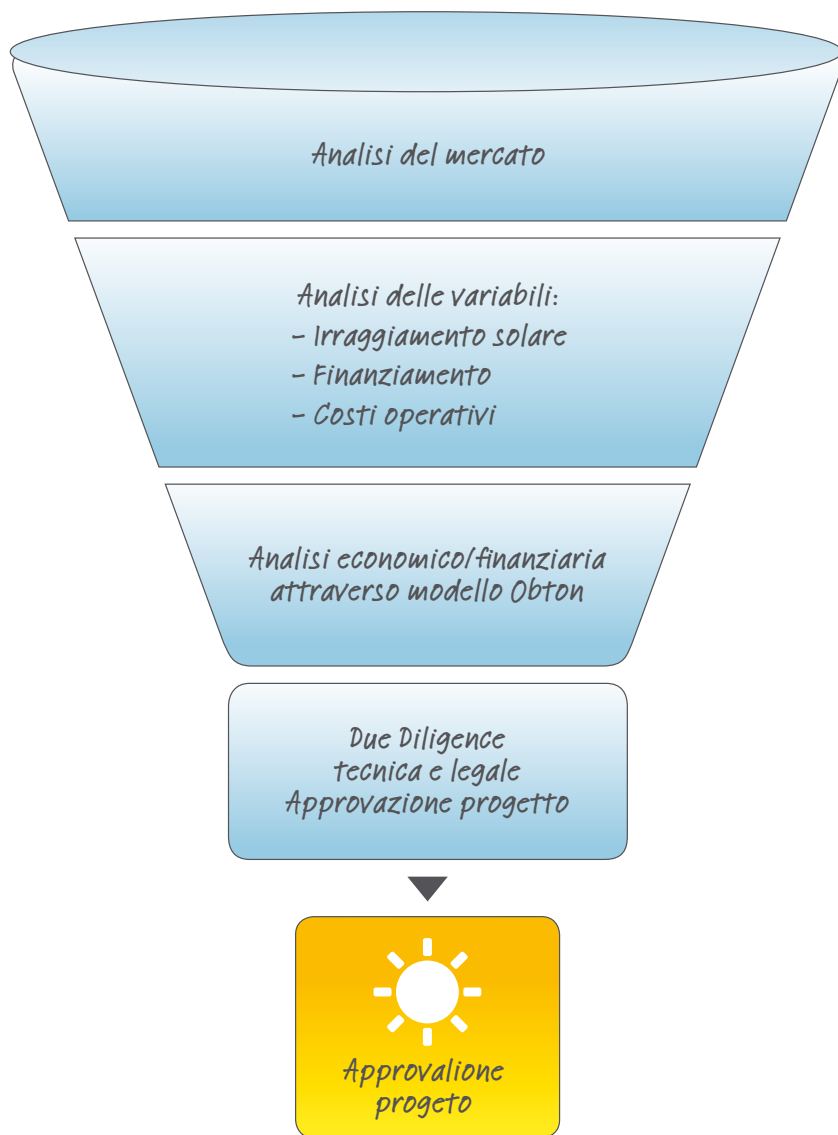 Analisi del mercato
Analisi delle variabili:
- Irraggiamento solare
- Finanziamento
- Costi operativi
Analisi economico/finanziaria
attraverso modello Obton
Due Diligence
tecnica e legale
Approvazione progetto
Approvalione
progeto